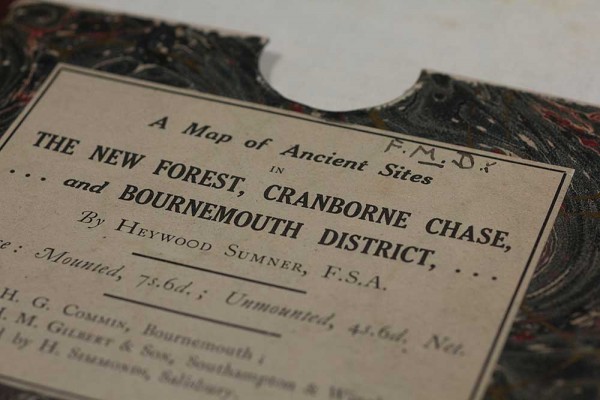 F.M.D.
A Map of Ancient Sites
IN
THE NEW FOREST, CRANBORNE CHASE,
... and BOURNEMOUTH DISTRICT, ...
By HEYWOOD SUMNER, F.S.A.
: Mounted, 7s.6d.; Unmounted, 4s.6d. Net.
H. G. COMMIN, Bournemouth;
H. M. GILBERT & SON, Southampton &
by H. SIMMONDS, Salisbury.